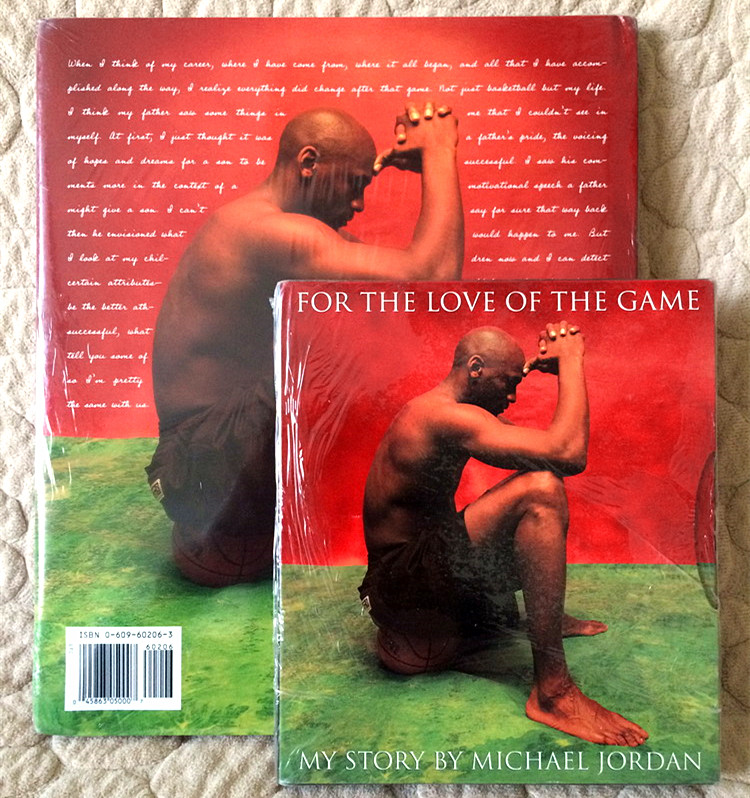 When I think of my career, where I have come from, where it all began, and all that I have accom-
plished along the way, I realize everything did change after that game. Not just basketball but my life.
I think my father saw some things in me that I couldn't see in
myself. At first, I just thought it was a father's pride, the voicing
of hopes and dreams for a son to be successful. I saw his com-
ments more in the context of a motivational speech a father
might give a son. I can't say for sure that way back
then he envisioned what would happen to me. But
I look at my chil- dren now and I can detect
certain attributes-
be the better ath-
successful, what
tell you some of
so I'm pretty
the same with us.
ISBN 0-609-60206-3
60206
0 45863 05000
FOR THE LOVE OF THE GAME
MY STORY BY MICHAEL JORDAN